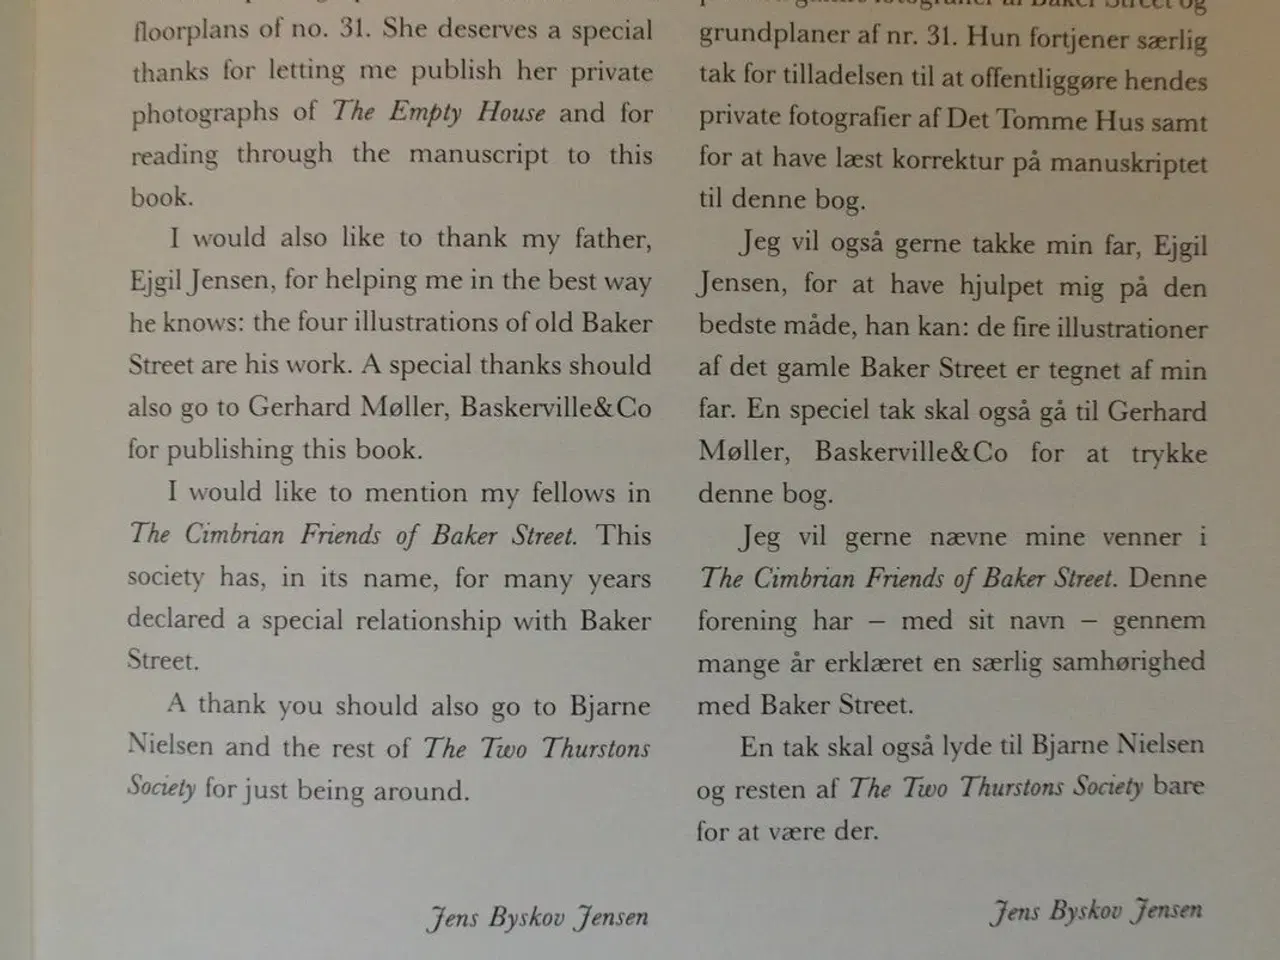 floorplans of no. 31. She deserves a special
thanks for letting me publish her private
photographs of The Empty House and for
reading through the manuscript to this
book.
I would also like to thank my father,
Ejgil Jensen, for helping me in the best way
he knows: the four illustrations of old Baker
Street are his work. A special thanks should
also go to Gerhard Møller, Baskerville&Co
for publishing this book.
I would like to mention my fellows in
The Cimbrian Friends of Baker Street. This
society has, in its name, for many years
declared a special relationship with Baker
Street.
A thank you should also go to Bjarne
Nielsen and the rest of The Two Thurstons
Society for just being around.
Jens Byskov Jensen
fotografier af Baker Street og
grundplaner af nr. 31. Hun fortjener særlig
tak for tilladelsen til at offentliggøre hendes
private fotografier af Det Tomme Hus samt
for at have læst korrektur på manuskriptet
til denne bog.
Jeg vil også gerne takke min far, Ejgil
Jensen, for at have hjulpet mig på den
bedste måde, han kan: de fire illustrationer
af det gamle Baker Street er tegnet af min
far. En speciel tak skal også gå til Gerhard
Møller, Baskerville&Co for at trykke
denne bog.
Jeg vil gerne nævne mine venner i
The Cimbrian Friends of Baker Street. Denne
forening har – med sit navn – gennem
mange år erklæret en særlig samhørighed
med Baker Street.
En tak skal også lyde til Bjarne Nielsen
og resten af The Two Thurstons Society bare
for at være der.
Jens Byskov Jensen